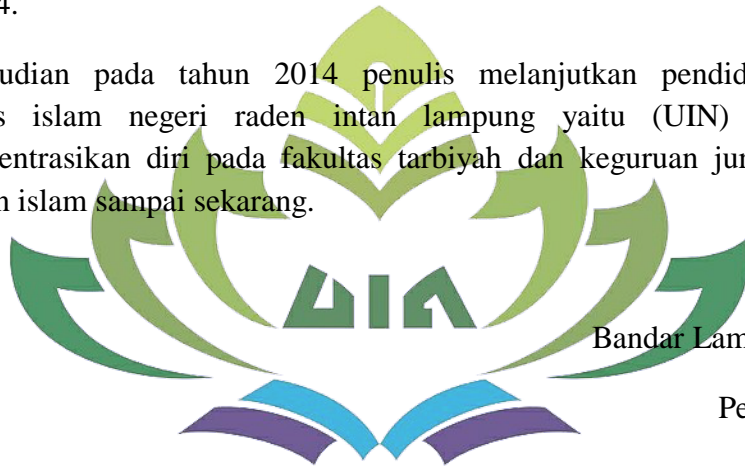 4.
udian pada tahun 2014 penulis melanjutkan pendid
s islam negeri raden intan lampung yaitu (UIN)
entrasikan diri pada fakultas tarbiyah dan keguruan jur
n islam sampai sekarang.
UIN
Bandar Lam
Pe